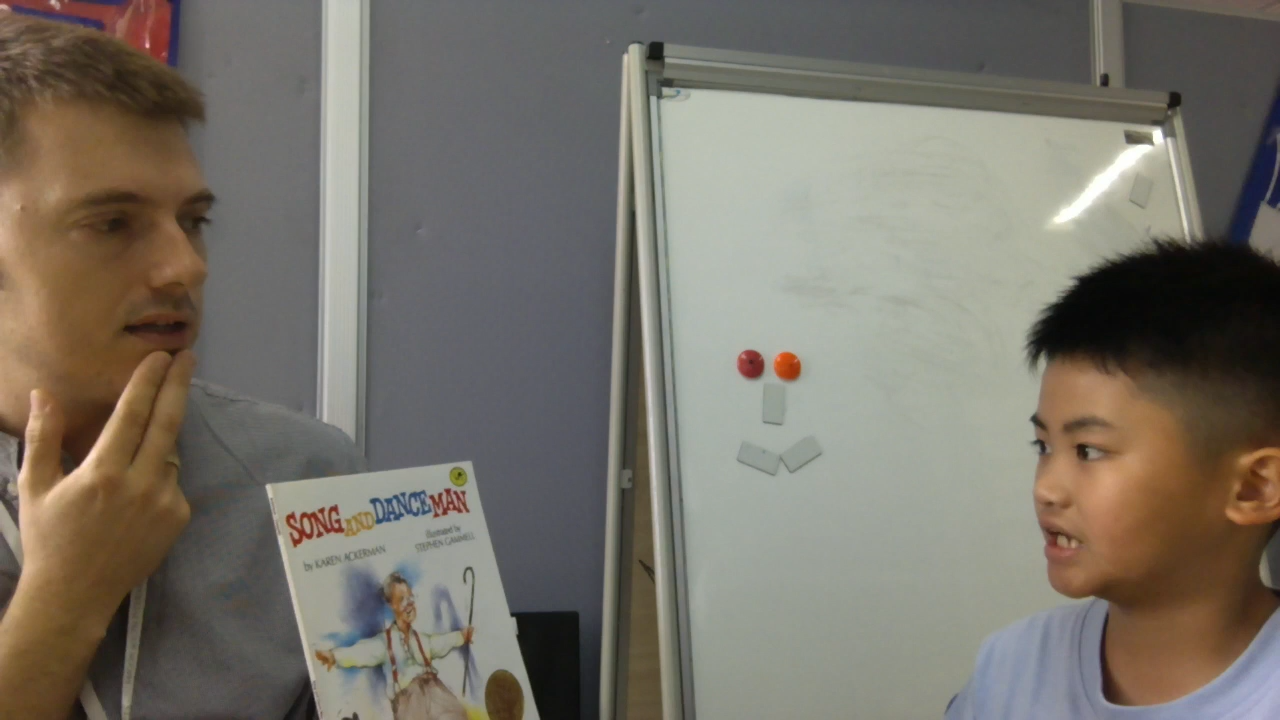 SONG AND DANCE MAN
by KAREN ACKERMAN
Illustrated by
STEPHEN GAMMELL